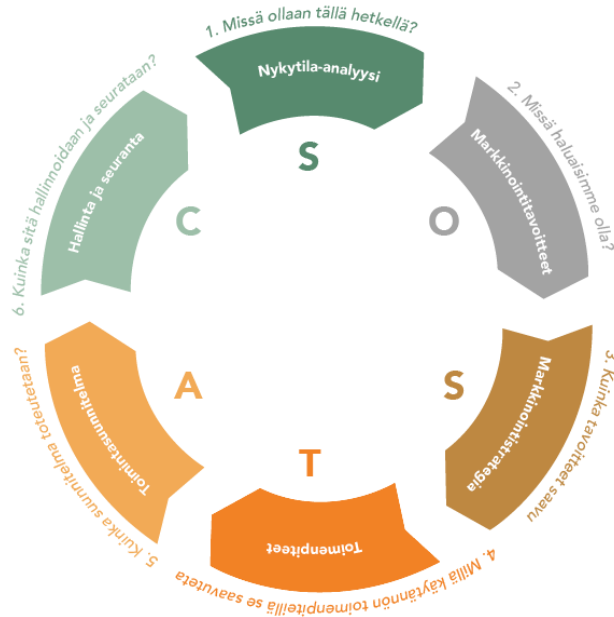 1. Missä ollaan tällä hetkellä?
Nykytila-analyysi
S
2. Missä haluaisimme olla?
Markkinointitavoitteet
O
3. Kuinka tavoitteet saavu
Markkinointistrategia
S
4. Millä käytännön toimenpiteillä se saavuteta
Toimenpiteet
T
5. Kuinka suunnitelma toteutetaan?
Toimintasuunnitelma
A
6. Kuinka sitä hallinnoidaan ja seurataan?
Hallinta ja seuranta
C